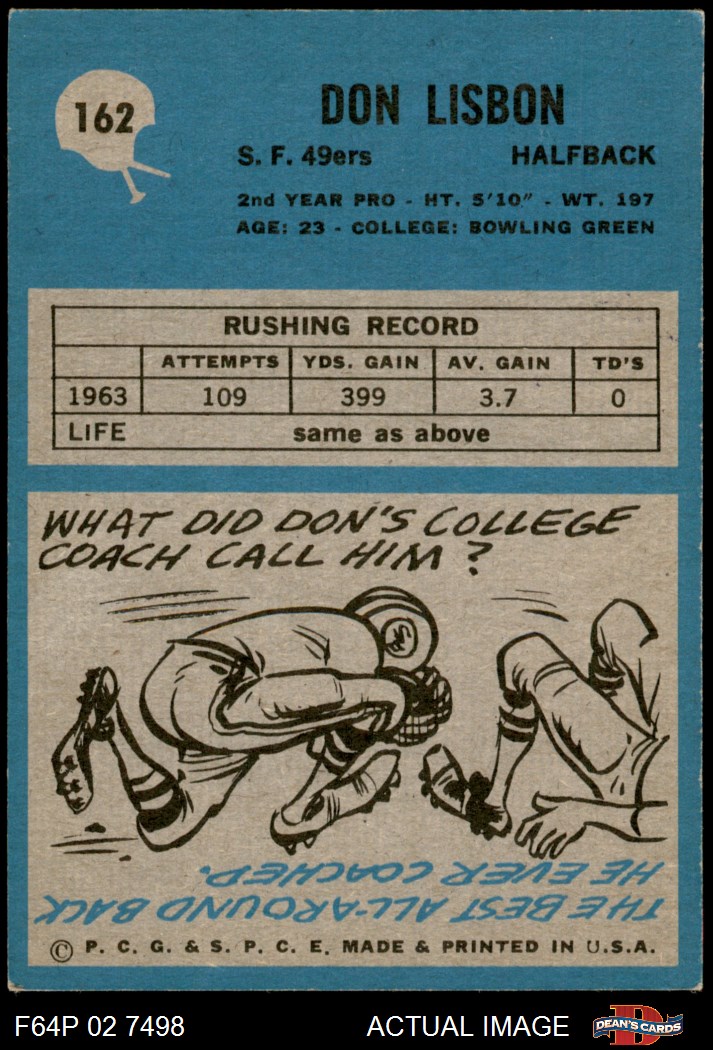 162
DON LISBON
S. F. 49ers HALFBACK
2nd YEAR PRO - HT. 5'10" - WT. 197
AGE: 23 - COLLEGE: BOWLING GREEN
RUSHING RECORD
ATTEMPTS YDS. GAIN AV. GAIN TD'S
1963 109 399 3.7 0
LIFE same as above
WHAT DID DON'S COLLEGE
COACH CALL HIM?
SF
THE BEST ALL-AROUND BACK
HE EVER COACHED.
© P. C. G. & S. P. C. E. MADE & PRINTED IN U.S.A.
F64P 02 7498 ACTUAL IMAGE
D
DEAN'S CARDS